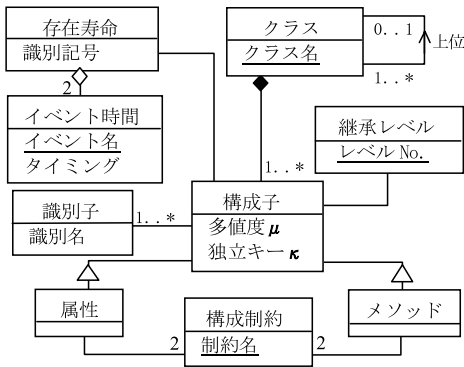 存在寿命
識別記号
クラス
クラス名
0..1
上位
1..*
2
イベント時間
イベント名
タイミング
継承レベル
レベル No.
1..*
識別子
識別名
1..*
構成子
多値度 μ
独立キー κ
属性
構成制約
制約名
メソッド
2
2